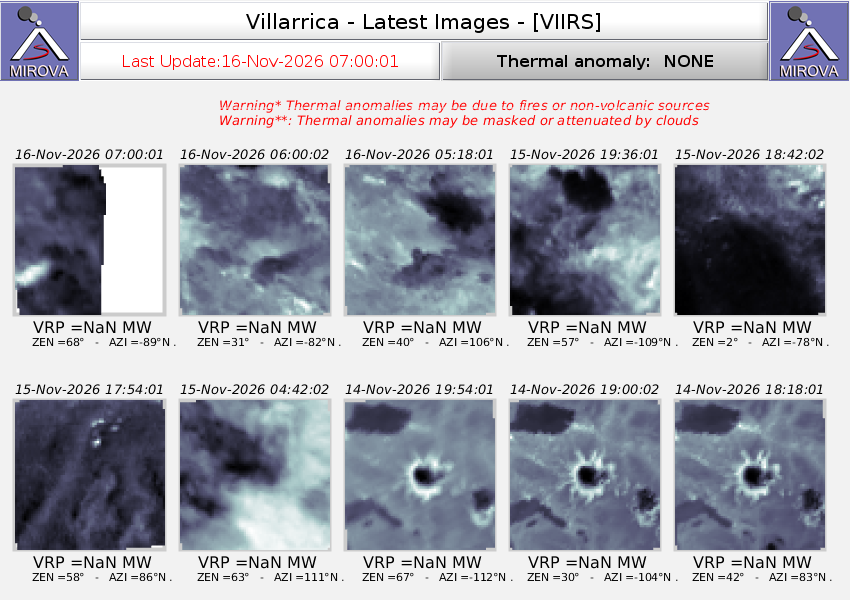 Villarrica - Latest Images - [VIIRS]
MIROVA
Last Update:16-Nov-2026 07:00:01
Thermal anomaly: NONE
MIROVA
Warning* Thermal anomalies may be due to fires or non-volcanic sources
Warning**: Thermal anomalies may be masked or attenuated by clouds
16-Nov-2026 07:00:01
16-Nov-2026 06:00:02
16-Nov-2026 05:18:01
15-Nov-2026 19:36:01
15-Nov-2026 18:42:02
VRP =NaN MW
VRP =NaN MW
VRP =NaN MW
VRP =NaN MW
VRP =NaN MW
ZEN =68° - AZI =-89°N .
ZEN =31° - AZI =-82°N .
ZEN =40° - AZI =106°N .
ZEN =57° - AZI =-109°N .
ZEN =2° - AZI =-78°N .
15-Nov-2026 17:54:01
15-Nov-2026 04:42:02
14-Nov-2026 19:54:01
14-Nov-2026 19:00:02
14-Nov-2026 18:18:01
VRP =NaN MW
VRP =NaN MW
VRP =NaN MW
VRP =NaN MW
VRP =NaN MW
ZEN =58° - AZI =86°N .
ZEN =63° - AZI =111°N .
ZEN =67° - AZI =-112°N .
ZEN =30° - AZI =-104°N .
ZEN =42° - AZI =83°N .